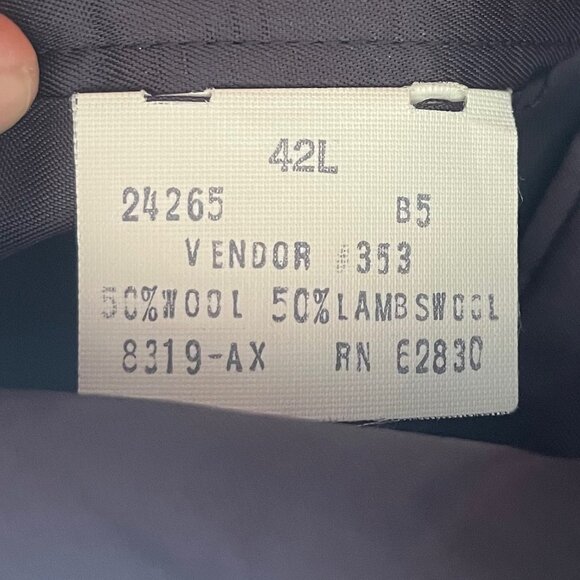 42L
24265 B5
VENDOR #353
50%WOOL 50%LAMBSWOOL
8319-AX RN 62830